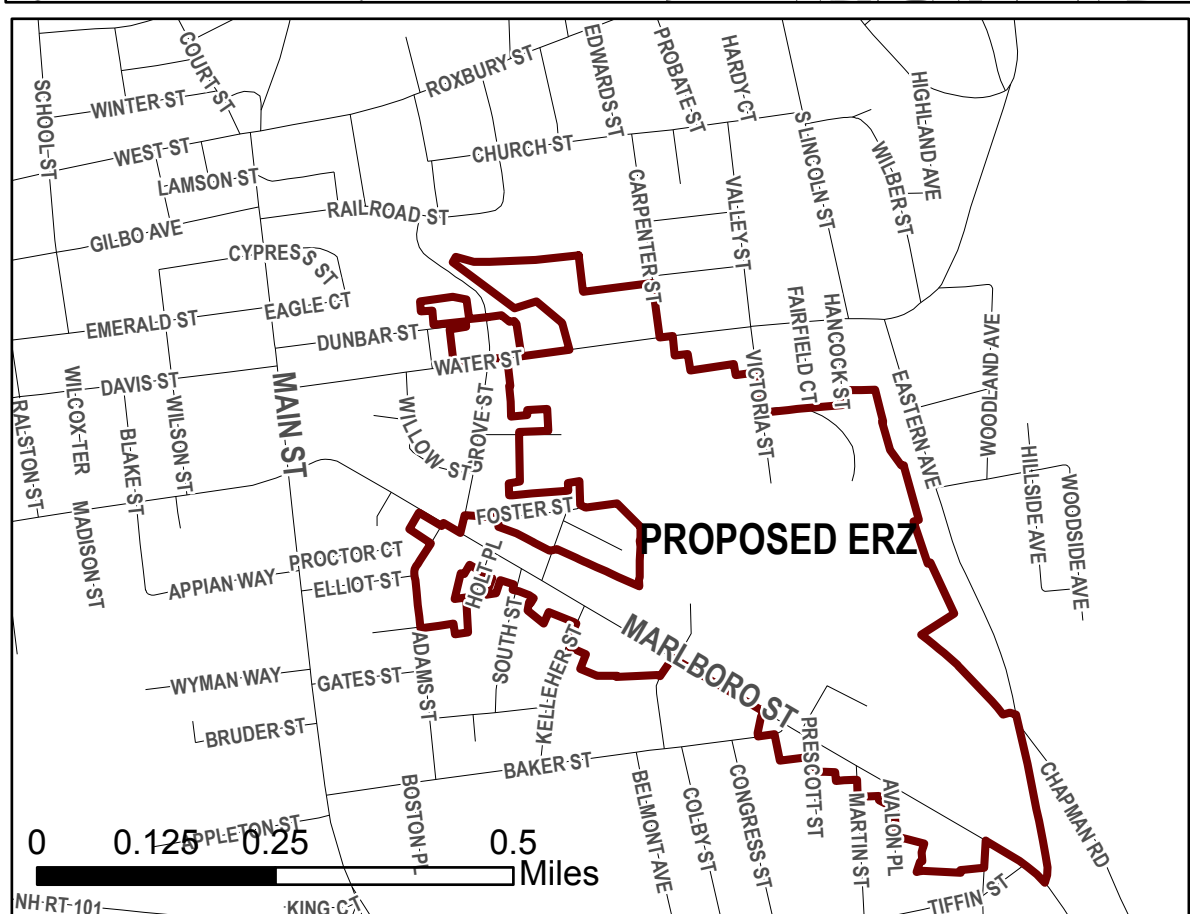 COURT ST
ROXBURY ST
EDWARDS ST
PROBATE ST
HARDY CT
HIGHLAND AVE
SCHOOL ST
WINTER ST
S LINCOLN ST
WEST ST
CHURCH ST
WILBER ST
LAMSON ST
CARPENTER ST
VALLEY ST
RAILROAD ST
GILBO AVE
CYPRESS ST
EAGLE CT
EMERALD ST
DUNBAR ST
FAIRFIELD CT
HANCOCK ST
WATER ST
VICTORIA ST
EASTERN AVE
WOODLAND AVE
DAVIS ST
MAIN ST
RALSTON ST
WILCOX TER
BLAKE ST
WILSON ST
WILLOW ST
GROVE ST
HILLSIDE AVE
WOODSIDE AVE
MADISON ST
FOSTER ST
PROPOSED ERZ
PROCTOR CT
APPIAN WAY
ELLIOT ST
HOLT PL
SOUTH ST
ADAMS ST
KELLEHER ST
MARLBORO ST
WYMAN WAY
GATES ST
BRUDER ST
BAKER ST
PRESCOTT ST
BOSTON PL
BELMONT AVE
COLBY ST
CONGRESS ST
MARTIN ST
AVALON PL
CHAPMAN RD
APPLETON ST
0 0.125 0.25 0.5
Miles
TIFFIN ST
NH RT-101
KING CT